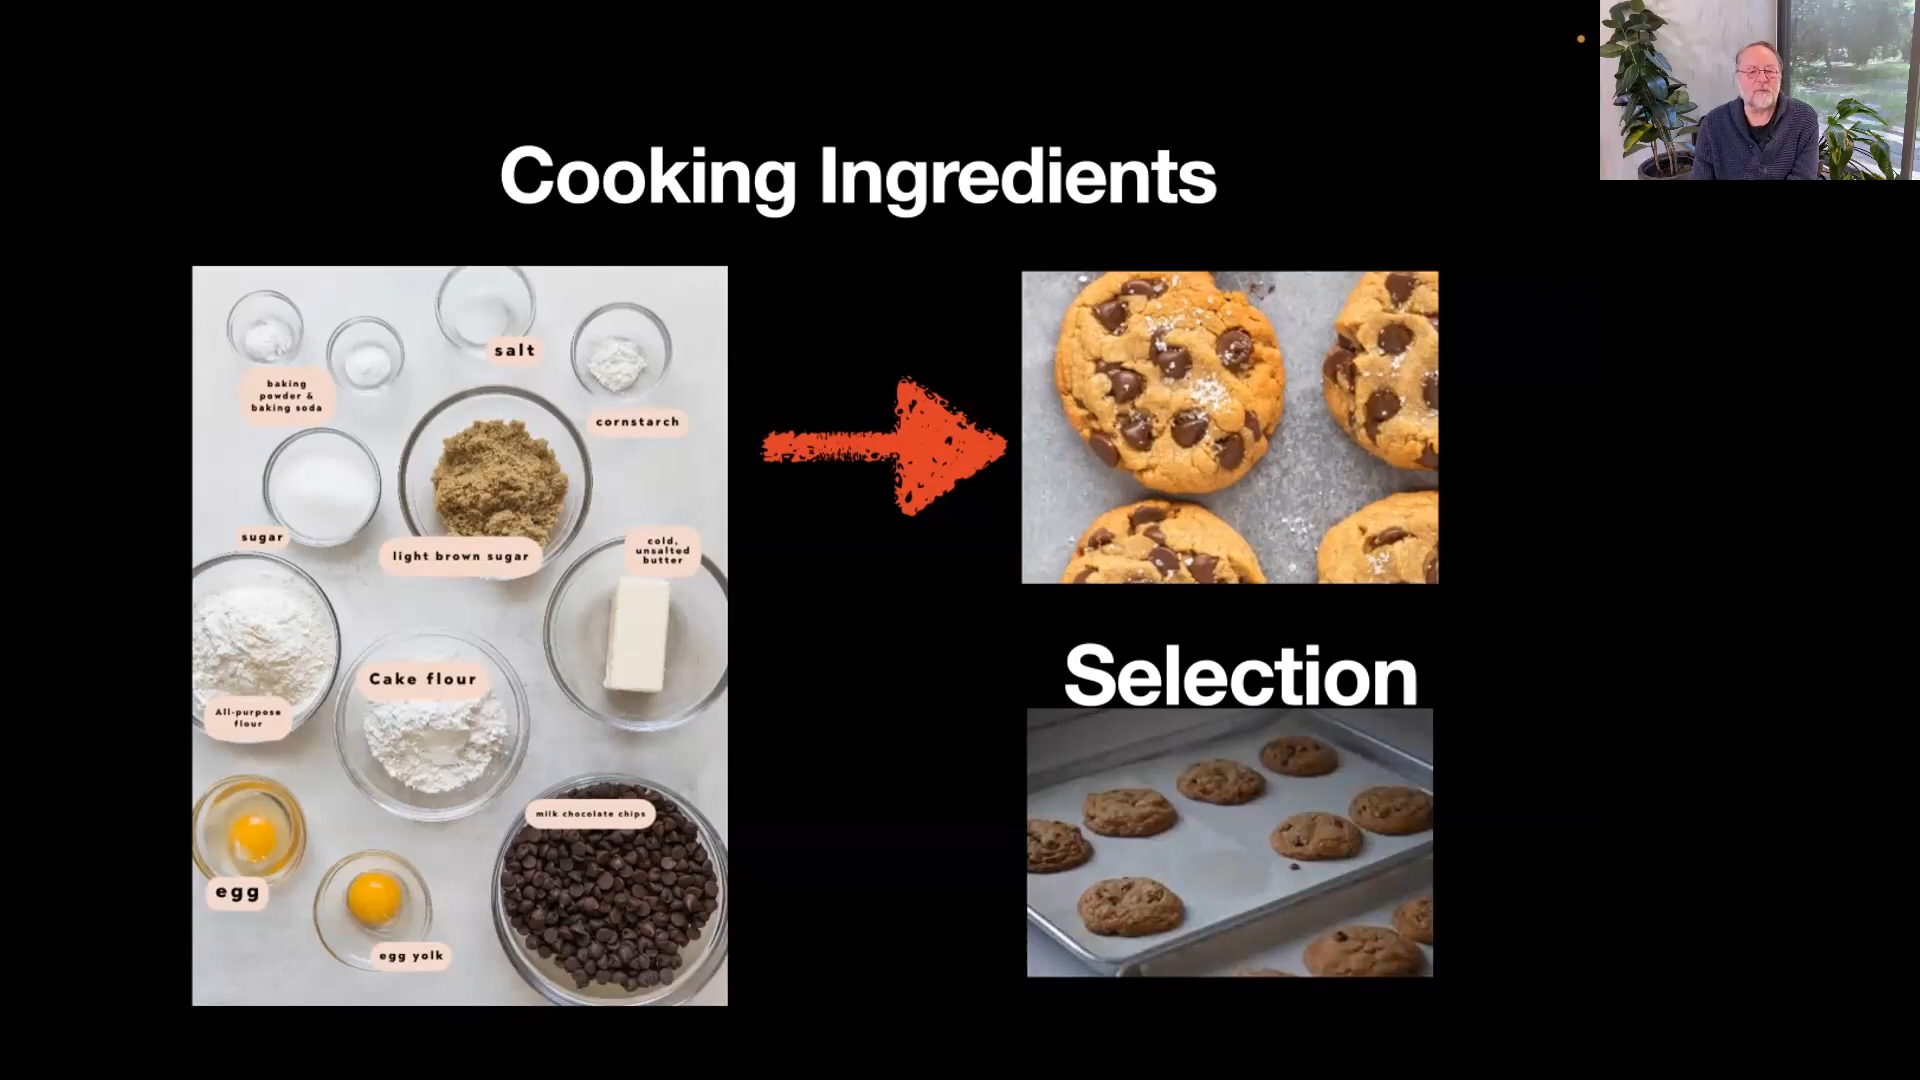 Cooking Ingredients
salt
baking
powder &
baking soda
cornstarch
sugar
light brown sugar
cold,
unsalted
butter
Cake flour
All-purpose
flour
milk chocolate chips
egg
egg yolk
Selection